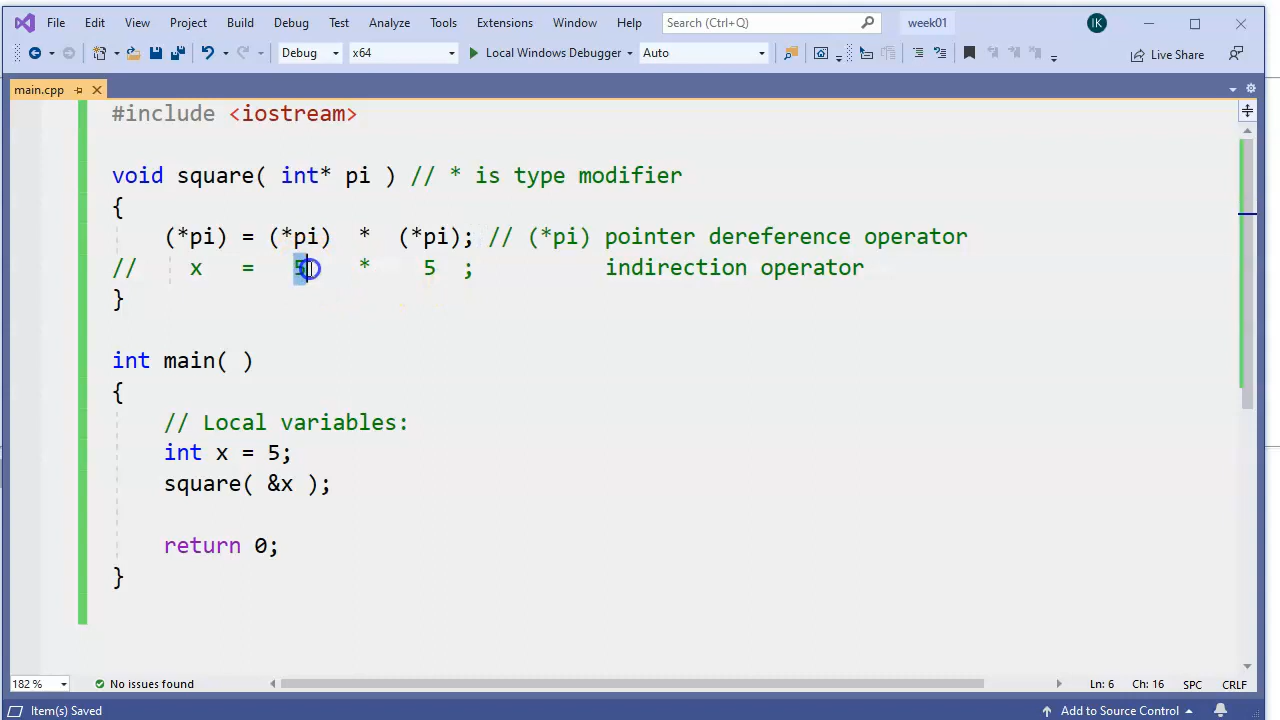 File Edit View Project Build Debug Test Analyze Tools Extensions Window Help Search (Ctrl+Q) week01 IK
Debug x64 Local Windows Debugger Auto Live Share
main.cpp
#include <iostream>
void square( int* pi ) // * is type modifier
{
(*pi) = (*pi) * (*pi); // (*pi) pointer dereference operator
// x = 5 * 5 ; indirection operator
}
int main( )
{
// Local variables:
int x = 5;
square( &x );
return 0;
}
182 % No issues found Ln: 6 Ch: 16 SPC CRLF
Item(s) Saved Add to Source Control